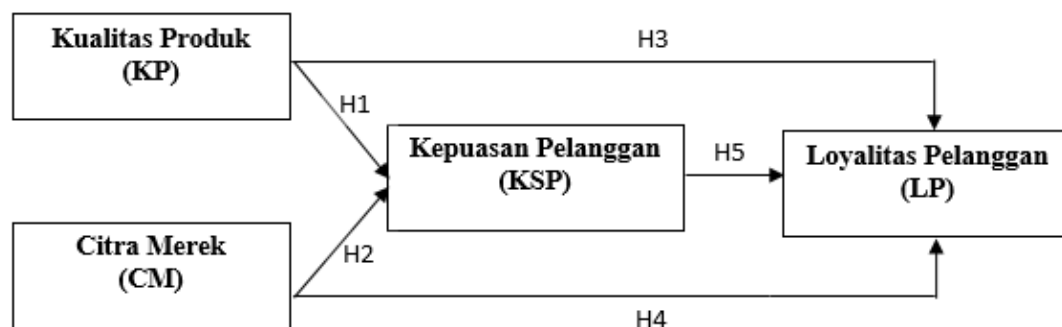 Kualitas Produk
(KP)
H3
H1
Kepuasan Pelanggan
(KSP)
H5
Loyalitas Pelanggan
(LP)
Citra Merek
(CM)
H2
H4